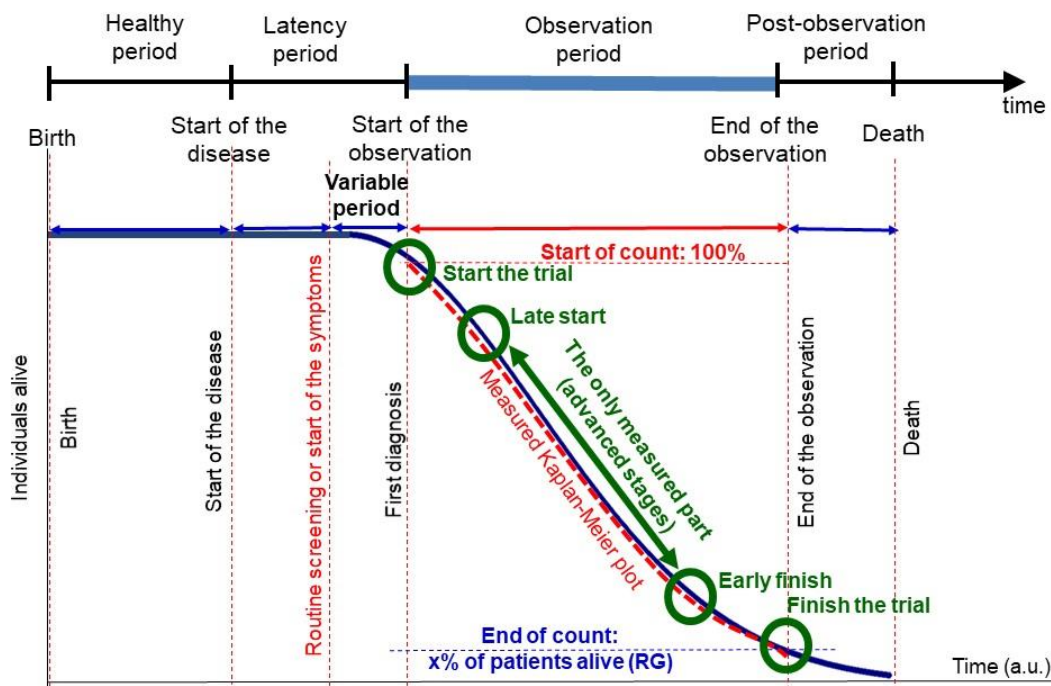 Healthy
period
Latency
period
Observation
period
Post-observation
period
time
Birth
Start of the
disease
Start of the
observation
End of the
observation
Death
Variable
period
Start of count: 100%
Start the trial
Late start
The only measured part
(advanced stages)
Measured Kaplan-Meier plot
Individuals alive
Birth
Start of the disease
Routine screening or start of the symptoms
First diagnosis
End of the observation
Death
Early finish
Finish the trial
End of count:
x% of patients alive (RG)
Time (a.u.)